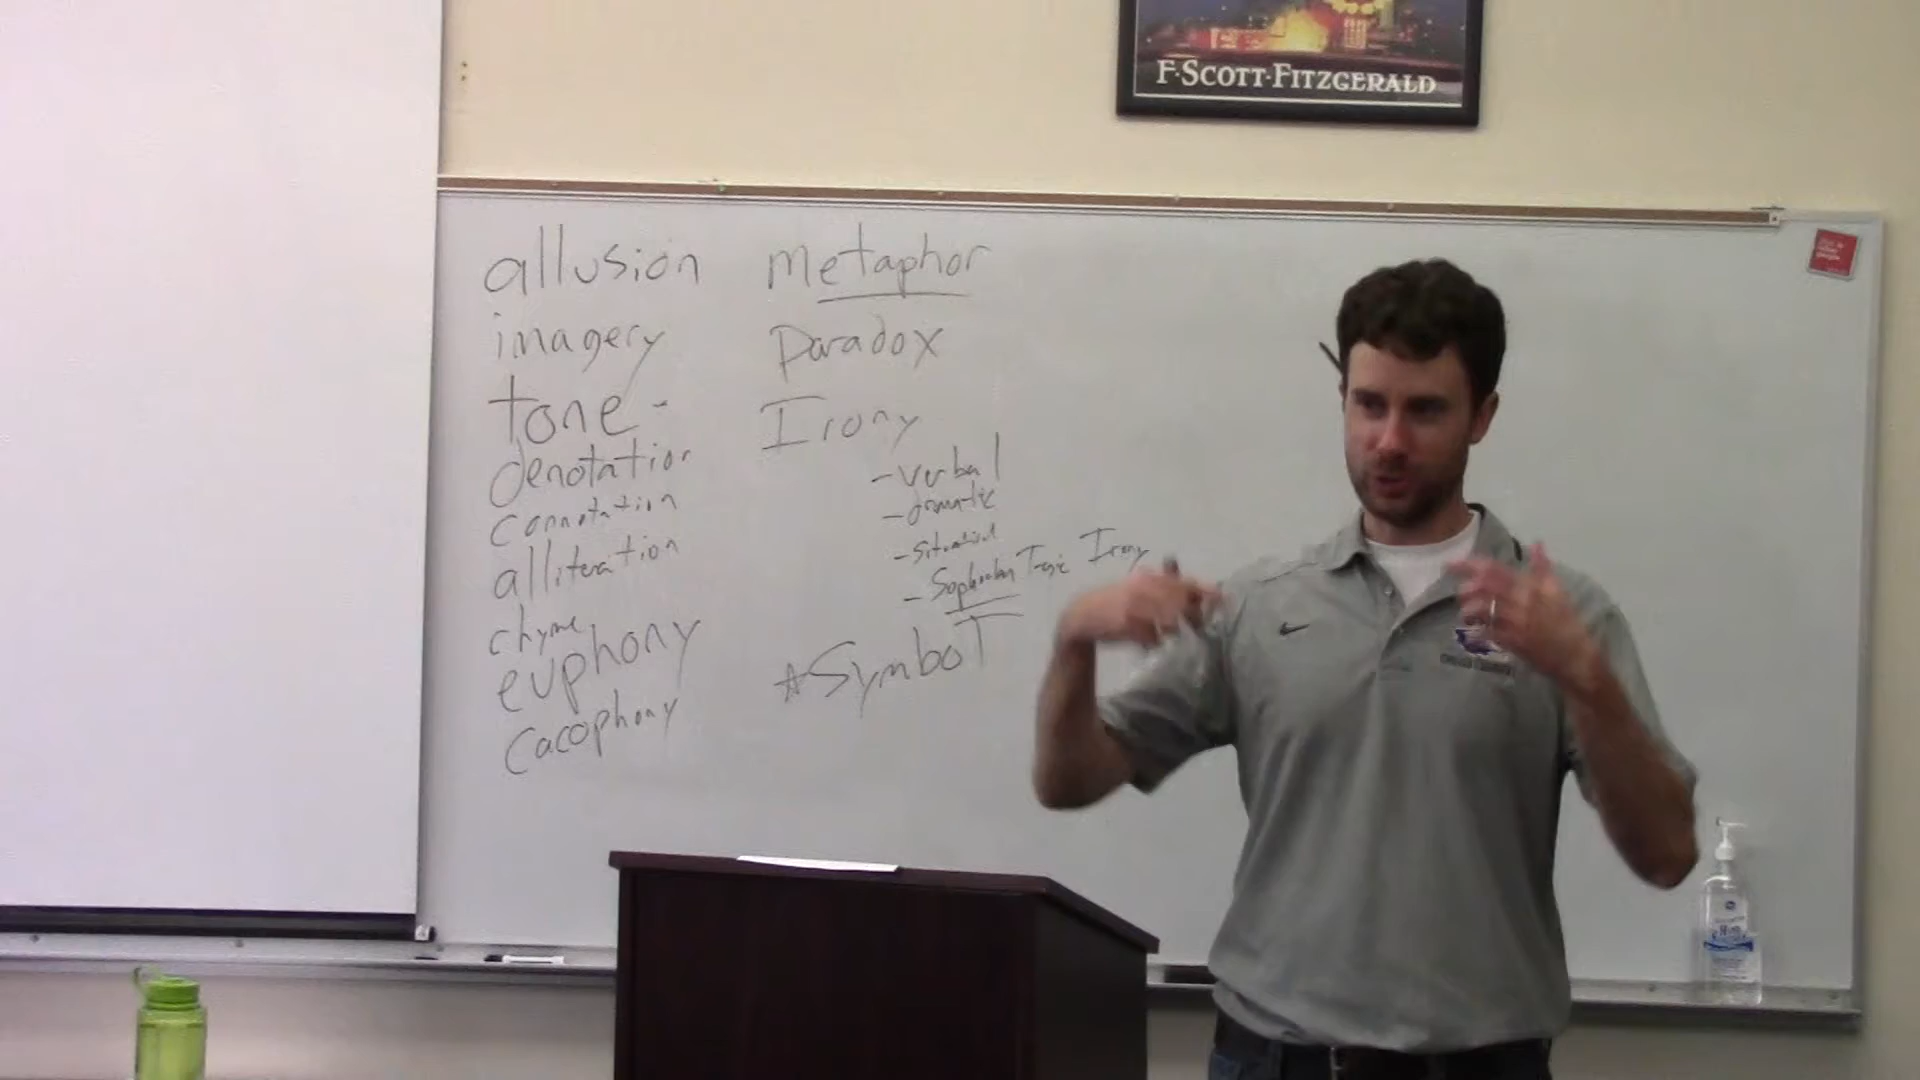 F·SCOTT·FITZGERALD
allusion
imagery
tone -
denotation
connotation
alliteration
rhyme
euphony
cacophony
metaphor
Paradox
Irony
- verbal
- dramatic
- situational
- Sophoclean Tragic Irony
*Symbol